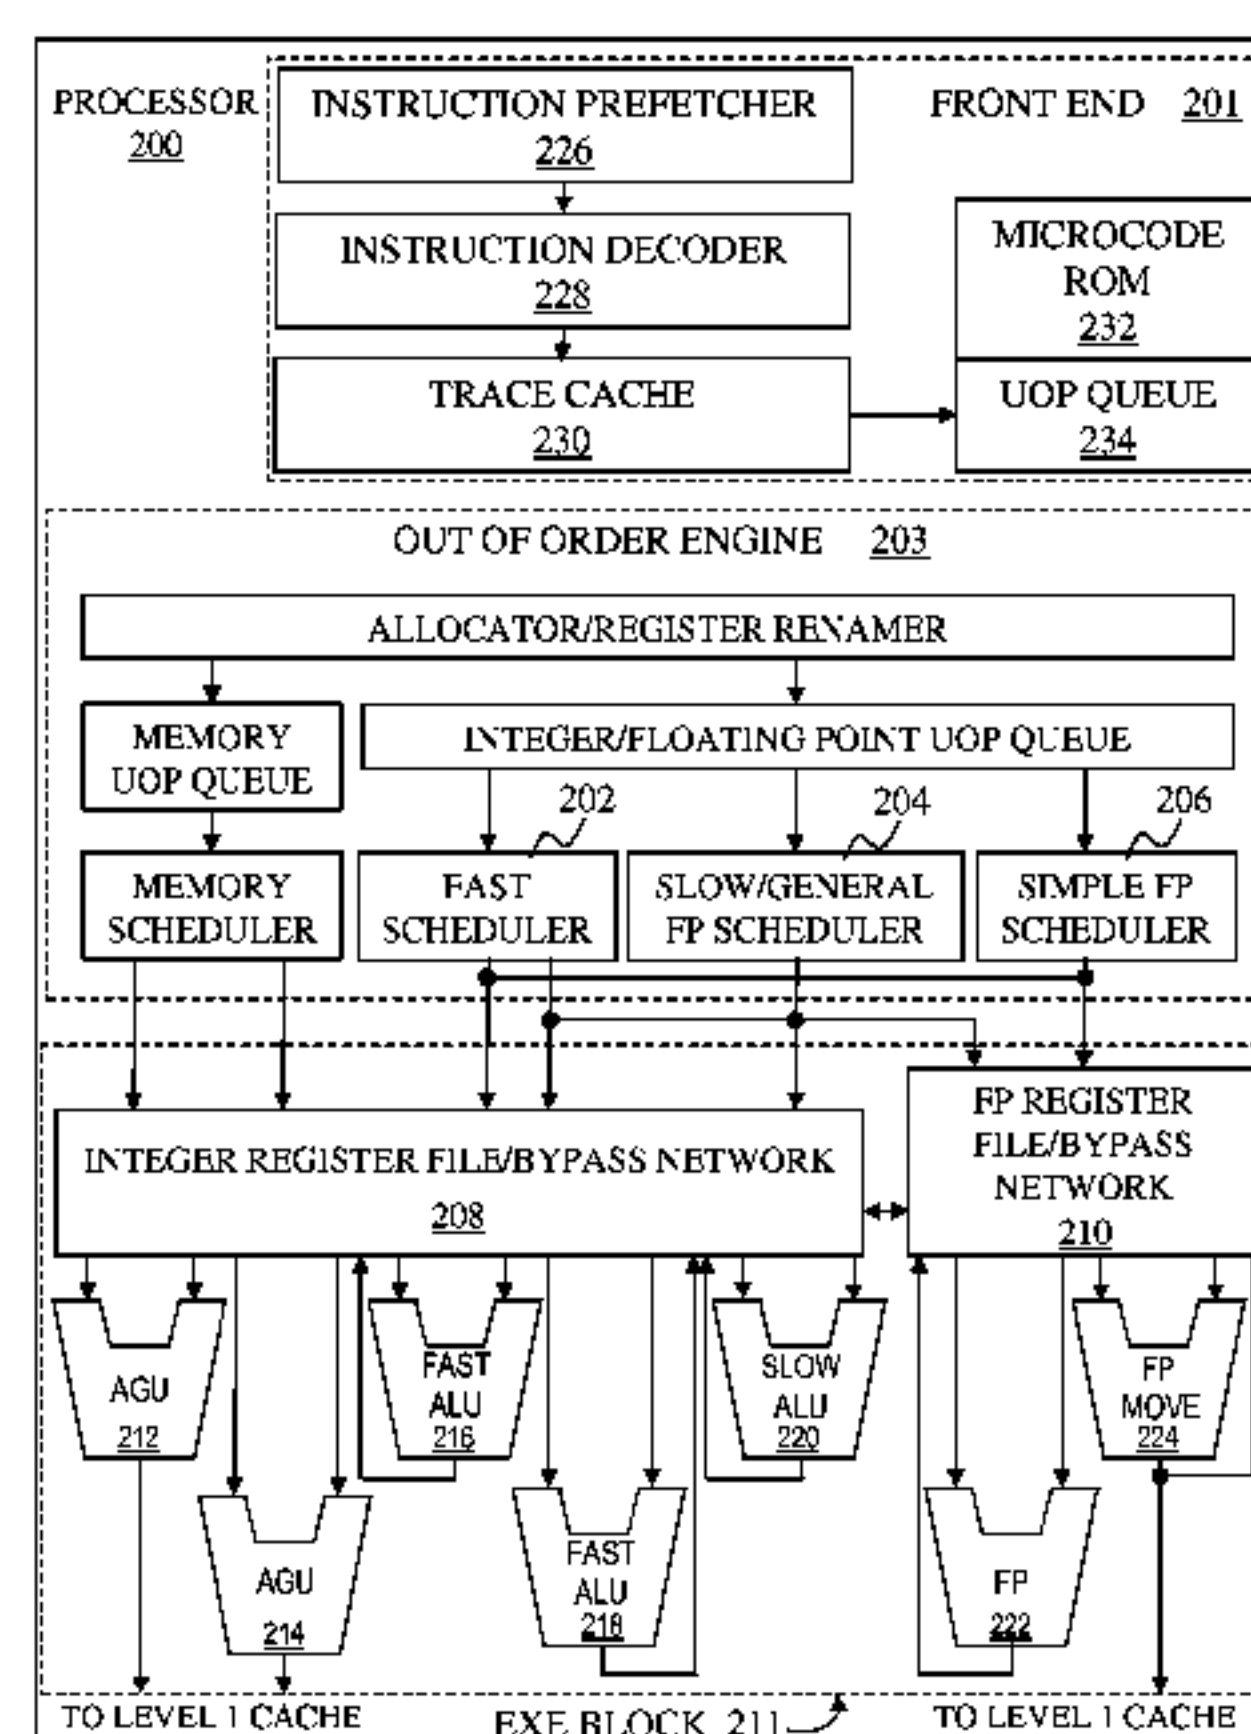 PROCESSOR
200
INSTRUCTION PREFETCHER
226
FRONT END 201
INSTRUCTION DECODER
228
MICROCODE
ROM
232
TRACE CACHE
230
UOP QUEUE
234
OUT OF ORDER ENGINE 203
ALLOCATOR/REGISTER RENAMER
MEMORY
UOP QUEUE
INTEGER/FLOATING POINT UOP QUEUE
202
204
206
MEMORY
SCHEDULER
FAST
SCHEDULER
SLOW/GENERAL
FP SCHEDULER
SIMPLE FP
SCHEDULER
INTEGER REGISTER FILE/BYPASS NETWORK
208
FP REGISTER
FILE/BYPASS
NETWORK
210
AGU
212
FAST
ALU
216
SLOW
ALU
220
FP
MOVE
224
AGU
214
FAST
ALU
218
FP
222
TO LEVEL 1 CACHE
EXE BLOCK 211
TO LEVEL 1 CACHE